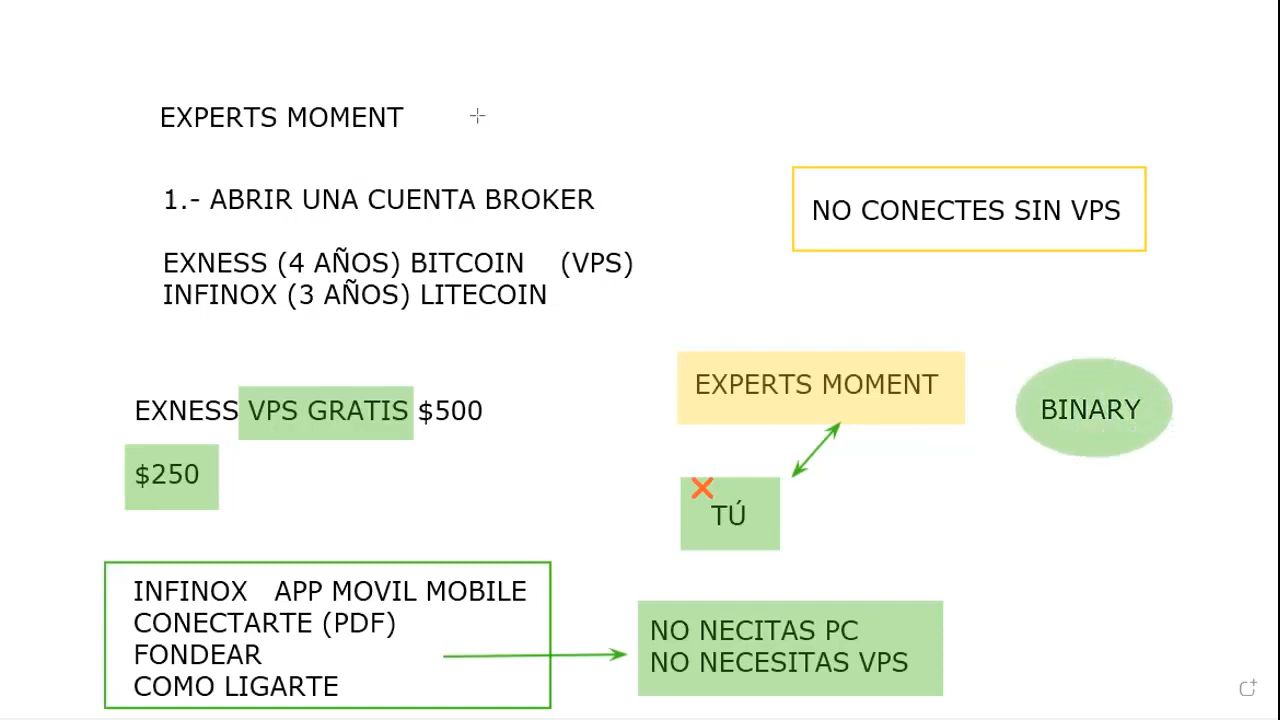 EXPERTS MOMENT
1.- ABRIR UNA CUENTA BROKER
NO CONECTES SIN VPS
EXNESS (4 AÑOS) BITCOIN (VPS)
INFINOX (3 AÑOS) LITECOIN
EXPERTS MOMENT
BINARY
EXNESS VPS GRATIS $500
$250
TÚ
INFINOX APP MOVIL MOBILE
CONECTARTE (PDF)
FONDEAR
COMO LIGARTE
NO NECITAS PC
NO NECESITAS VPS